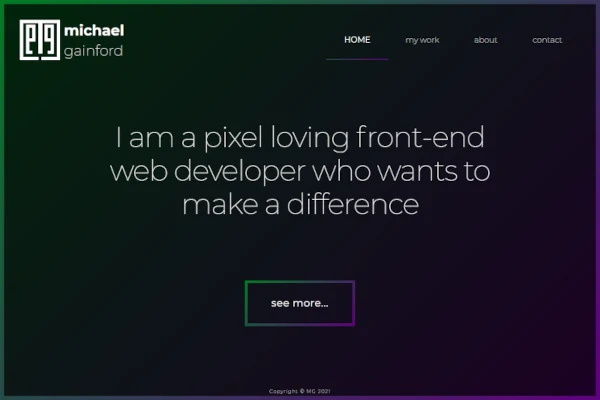 michael
gainford
HOME
my work
about
contact
I am a pixel loving front-end
web developer who wants to
make a difference
see more...
Copyright © MG 2021